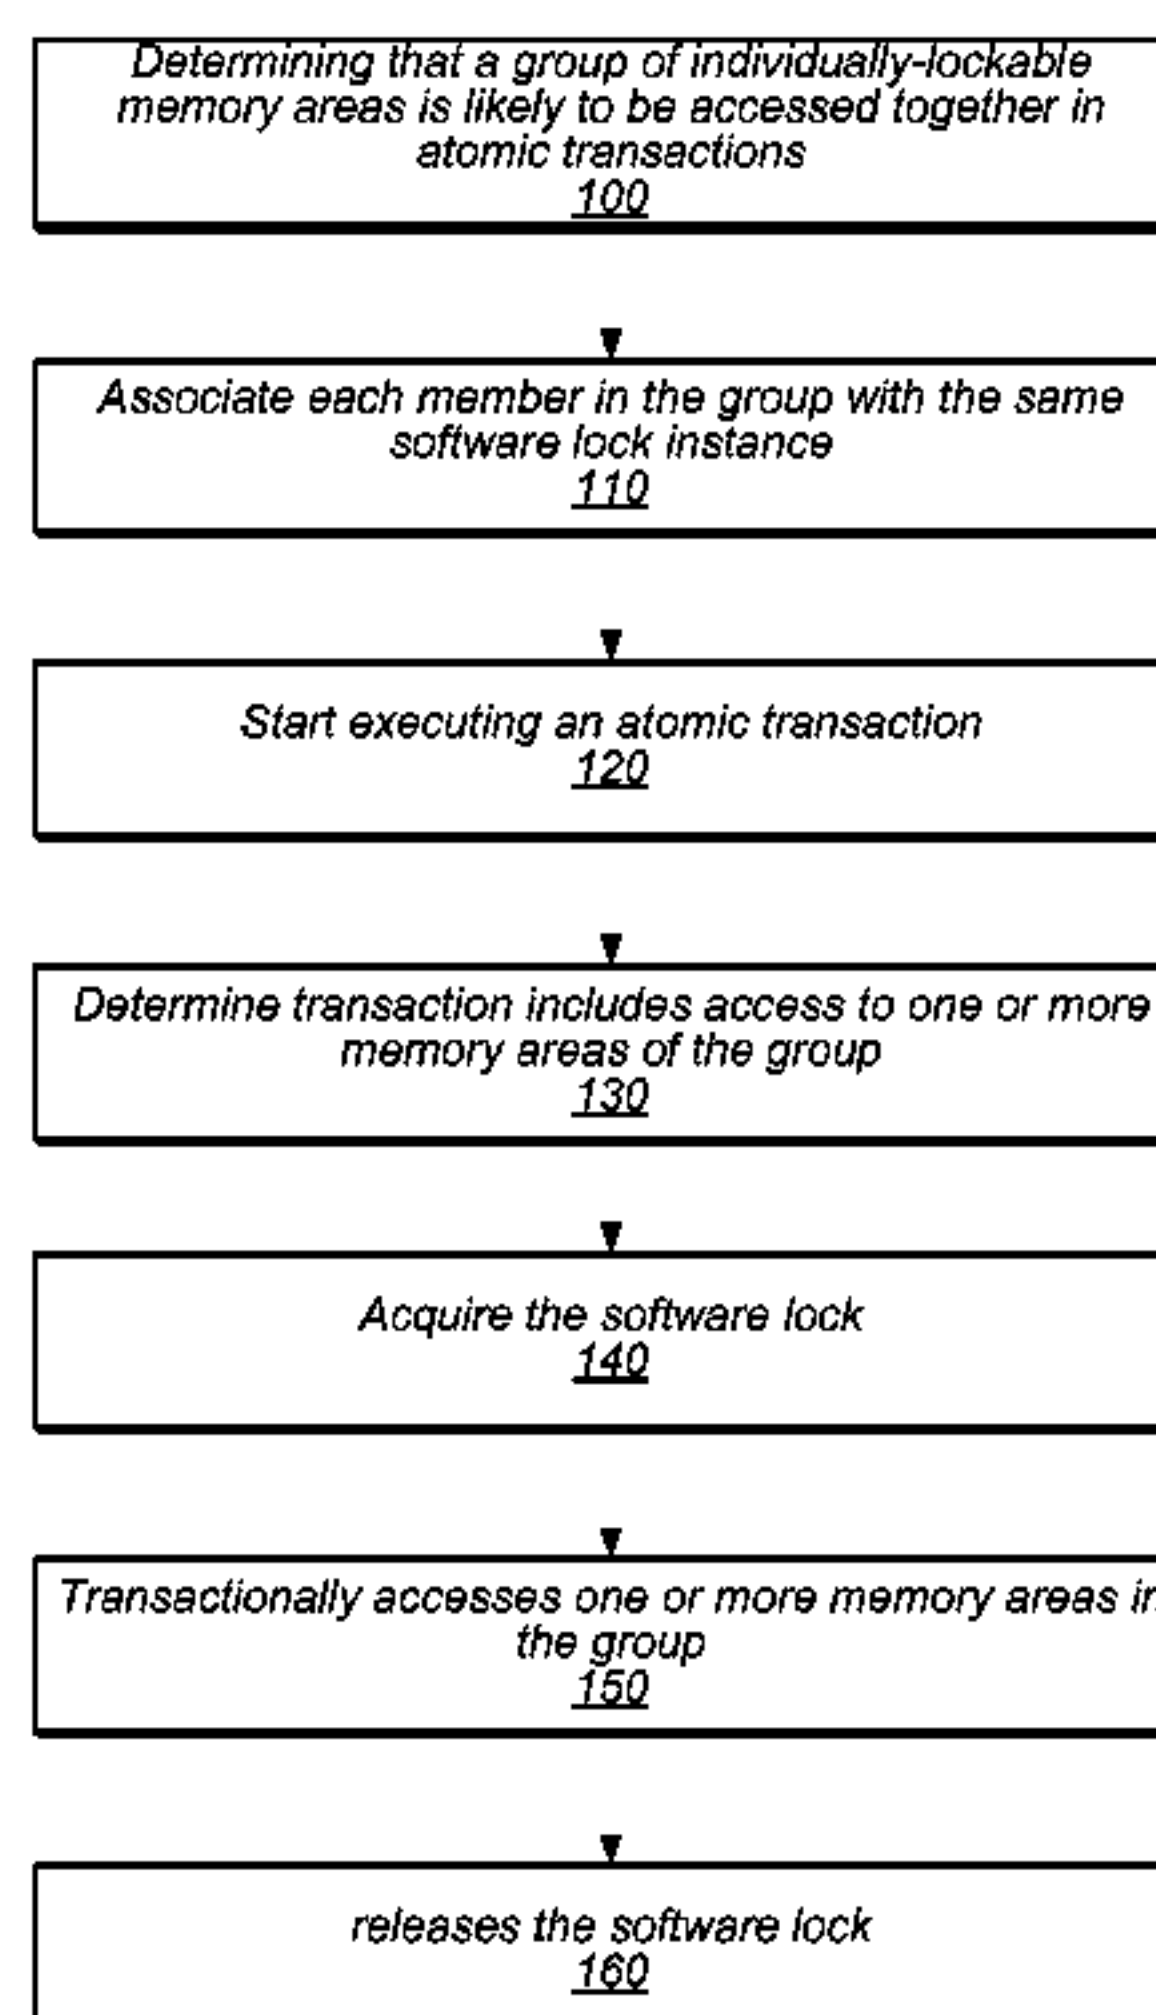 Determining that a group of individually-lockable
memory areas is likely to be accessed together in
atomic transactions
100
Associate each member in the group with the same
software lock instance
110
Start executing an atomic transaction
120
Determine transaction includes access to one or more
memory areas of the group
130
Acquire the software lock
140
Transactionally accesses one or more memory areas in
the group
150
releases the software lock
160